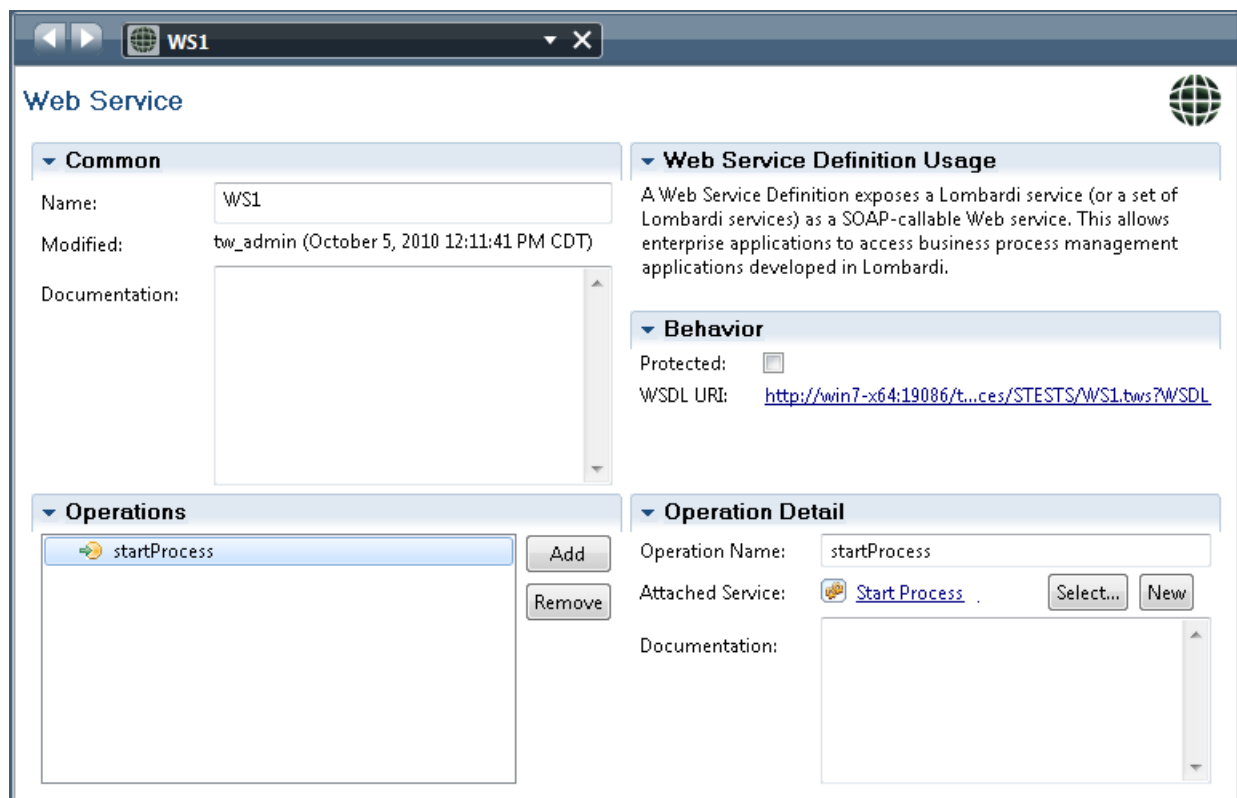 WS1
Web Service
Common
Name:
WS1
Modified:
tw_admin (October 5, 2010 12:11:41 PM CDT)
Documentation:
Web Service Definition Usage
A Web Service Definition exposes a Lombardi service (or a set of
Lombardi services) as a SOAP-callable Web service. This allows
enterprise applications to access business process management
applications developed in Lombardi.
Behavior
Protected:
WSDL URI:
http://win7-x64:19086/t...ces/STESTS/WS1.tws?WSDL
Operations
startProcess
Add
Remove
Operation Detail
Operation Name:
startProcess
Attached Service:
Start Process
Select...
New
Documentation: